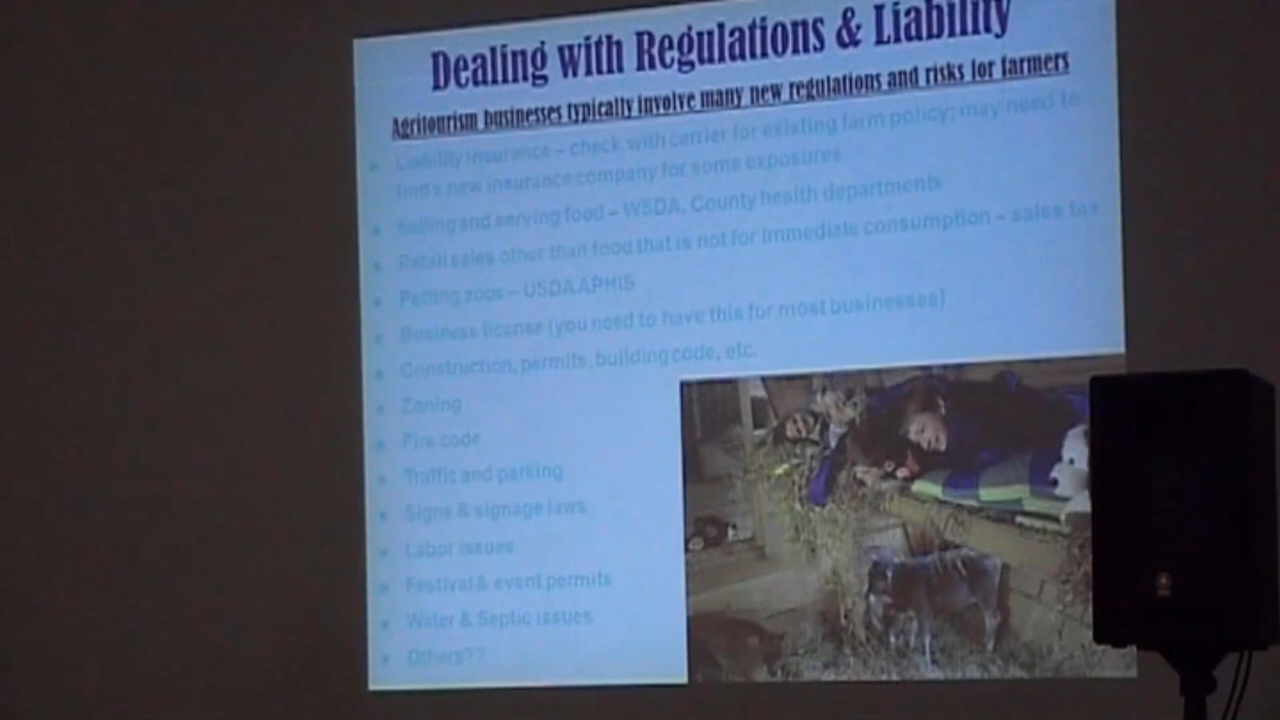 Dealing with Regulations & Liability
Agritourism businesses typically involve many new regulations and risks for farmers
• Liability insurance – check with carrier for existing farm policy; may need to
find a new insurance company for some exposures
• Selling and serving food – WSDA, County health departments
• Retail sales other than food that is not for immediate consumption – sales tax
• Petting zoos – USDA APHIS
• Business license (you need to have this for most businesses)
• Construction, permits, building code, etc.
• Zoning
• Fire code
• Traffic and parking
• Signs & signage laws
• Labor issues
• Festival & event permits
• Water & Septic issues
• Others??